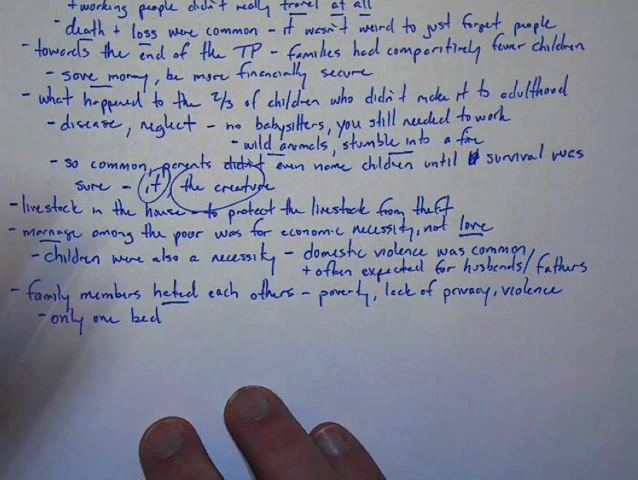 + working people didn't really travel at all
- death + loss were common - it wasn't weird to just forget people
- towards the end of the TP - families had comparitively fewer children
- save money, be more financially secure
- what happened to the 2/3 of children who didn't make it to adulthood
- disease, neglect - no babysitters, you still needed to work
- wild animals, stumble into a fire
- so common, parents didn't even name children until survival was
sure - it, the creature
- livestock in the house - to protect the livestock from theft
- marriage among the poor was for economic necessity, not love
- children were also a necessity - domestic violence was common,
+ often expected for husbands/fathers
- family members hated each others - poverty, lack of privacy, violence
- only one bed